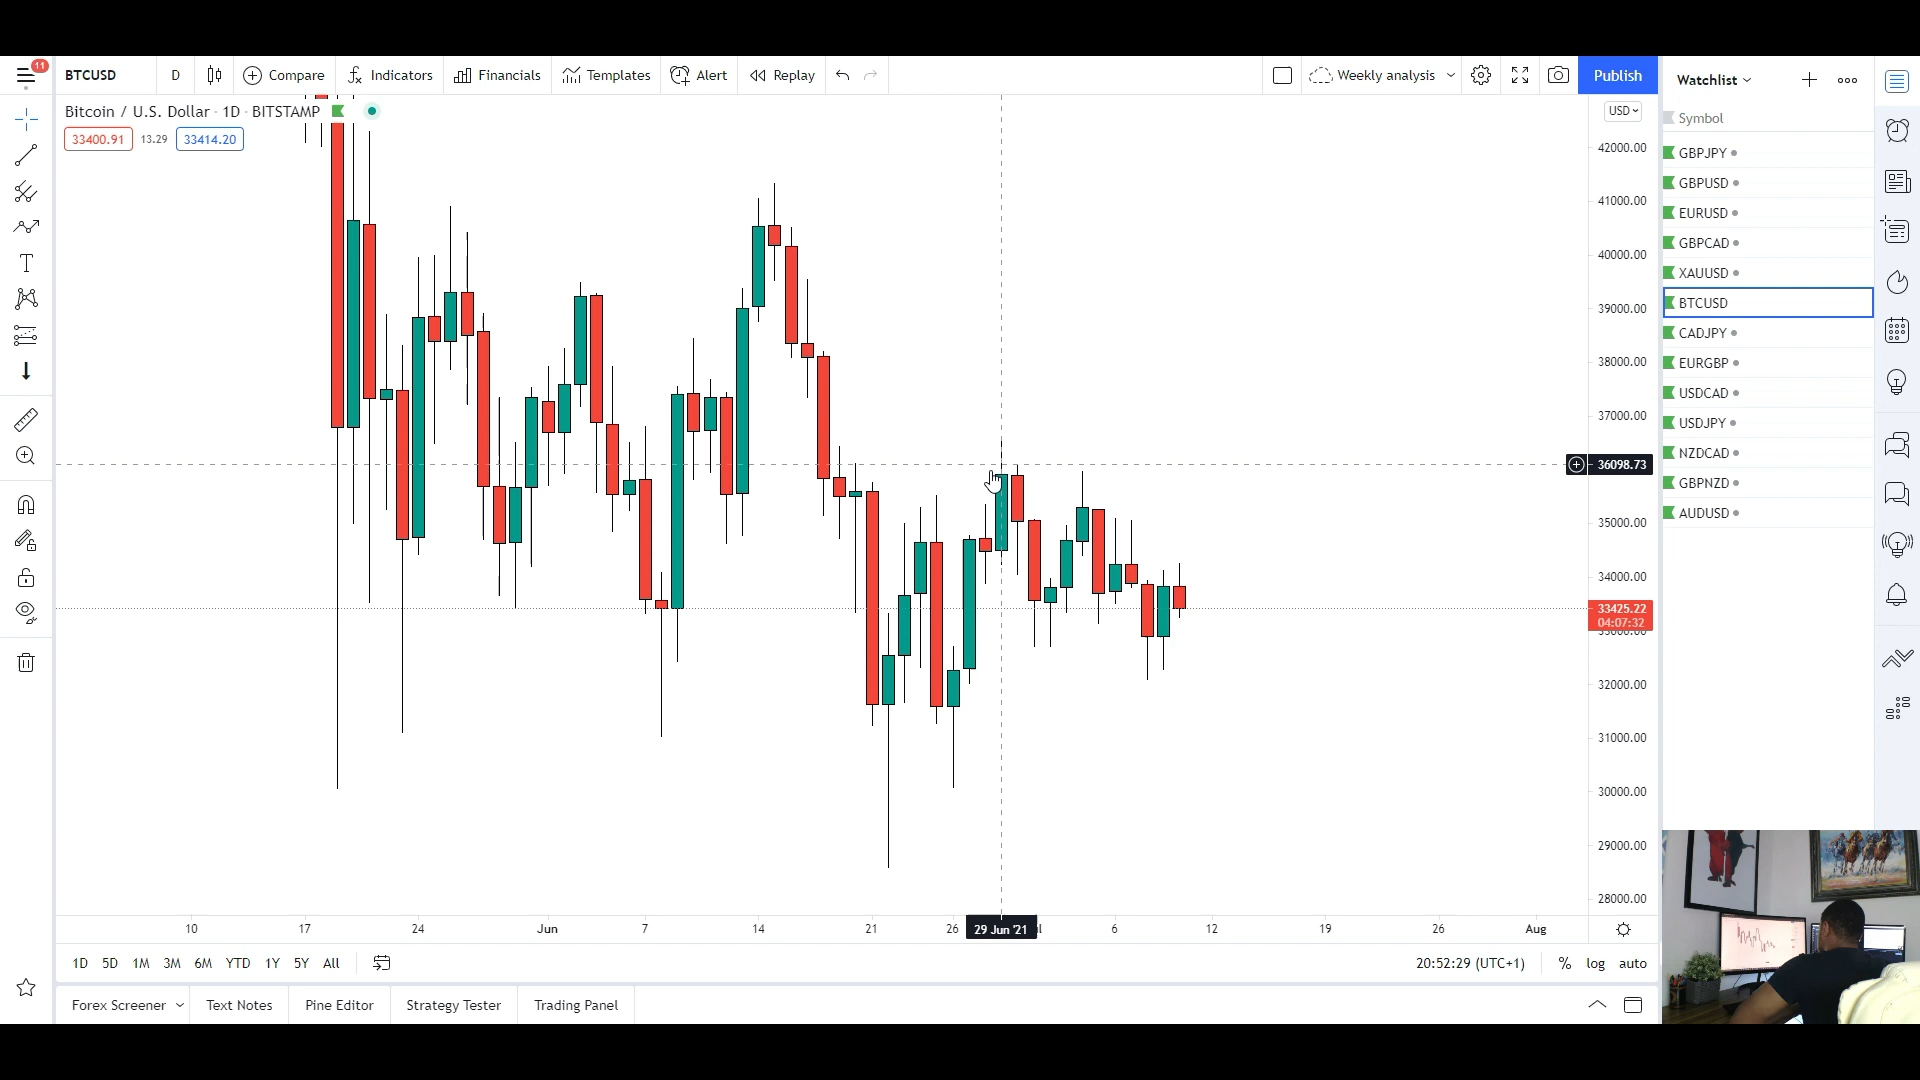 11
BTCUSD D Compare Indicators Financials Templates Alert Replay Weekly analysis Publish
Bitcoin / U.S. Dollar · 1D · BITSTAMP
33400.91 13.29 33414.20
USD
42000.00
41000.00
40000.00
39000.00
38000.00
37000.00
36098.73
35000.00
34000.00
33425.22
04:07:32
33000.00
32000.00
31000.00
30000.00
29000.00
28000.00
10 17 24 Jun 7 14 21 26 29 Jun '21 6 12 19 26 Aug
1D 5D 1M 3M 6M YTD 1Y 5Y All 20:52:29 (UTC+1) % log auto
Forex Screener Text Notes Pine Editor Strategy Tester Trading Panel
Watchlist
Symbol
GBPJPY
GBPUSD
EURUSD
GBPCAD
XAUUSD
BTCUSD
CADJPY
EURGBP
USDCAD
USDJPY
NZDCAD
GBPNZD
AUDUSD